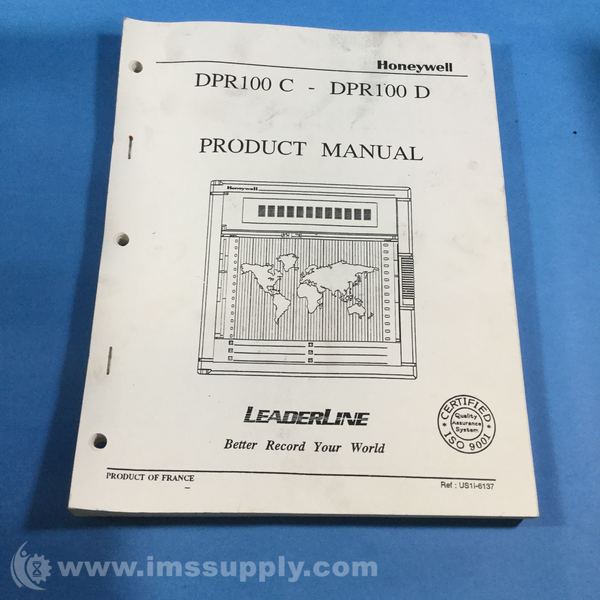 Honeywell
DPR100 C - DPR100 D
PRODUCT MANUAL
Honeywell
LEADERLINE
Better Record Your World
CERTIFIED
Quality
Assurance
System
ISO 9001
PRODUCT OF FRANCE
Ref : US1I-6137
www.imssupply.com